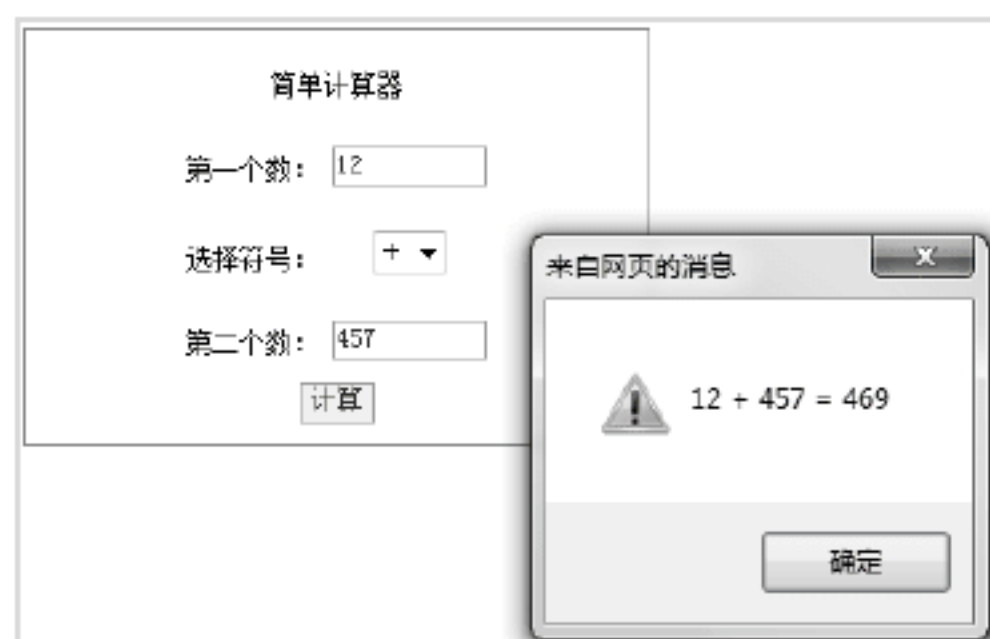 简单计算器
第一个数： 12
选择符号： +
第二个数： 457
计算
来自网页的消息
12 + 457 = 469
确定